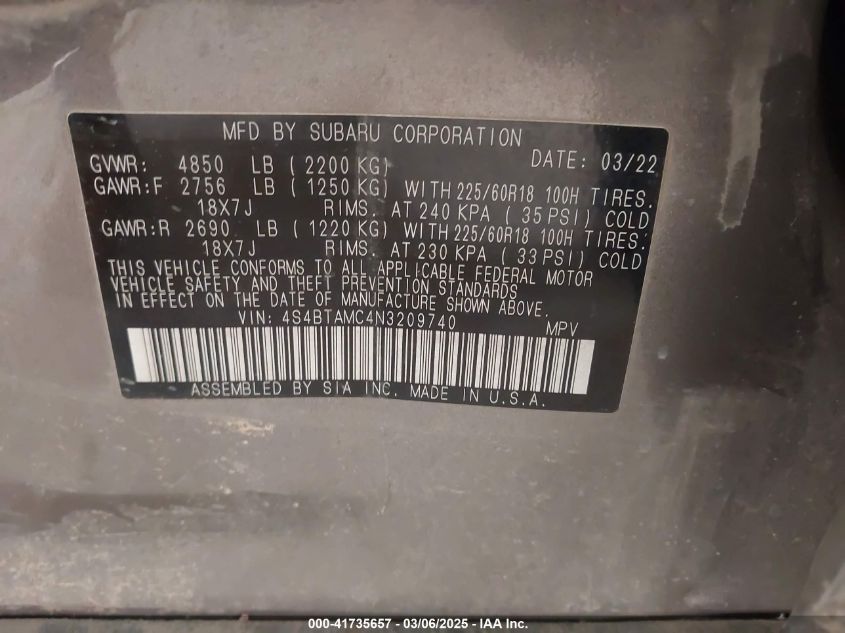 MFD BY SUBARU CORPORATION
DATE: 03/22
GVWR: 4850 LB ( 2200 KG)
GAWR:F 2756 LB ( 1250 KG) WITH 225/60R18 100H TIRES.
18X7J RIMS. AT 240 KPA ( 35 PSI) COLD
GAWR:R 2690 LB ( 1220 KG) WITH 225/60R18 100H TIRES.
18X7J RIMS. AT 230 KPA ( 33 PSI) COLD
THIS VEHICLE CONFORMS TO ALL APPLICABLE FEDERAL MOTOR
VEHICLE SAFETY AND THEFT PREVENTION STANDARDS
IN EFFECT ON THE DATE OF MANUFACTURE SHOWN ABOVE.
VIN: 4S4BTAMC4N3209740 MPV
ASSEMBLED BY SIA INC. MADE IN U.S.A.
000-41735657 - 03/06/2025 - IAA Inc.